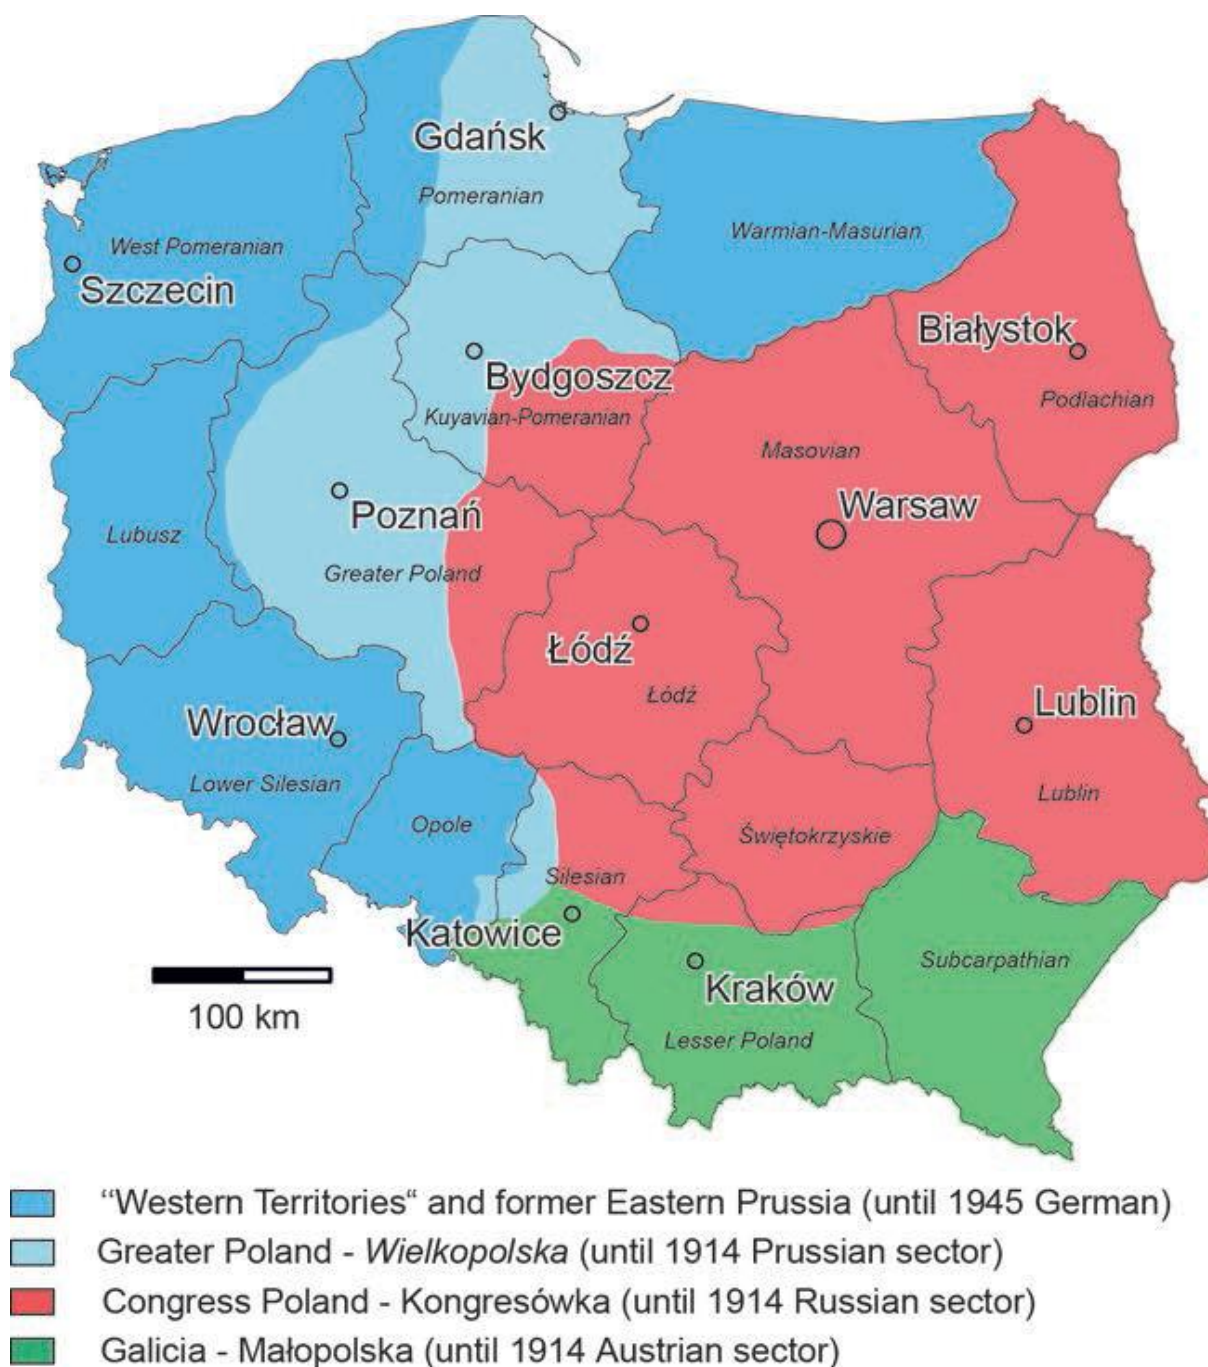 Gdańsk
Pomeranian
West Pomeranian
Warmian-Masurian
Szczecin
Białystok
Bydgoszcz
Podlachian
Kuyavian-Pomeranian
Masovian
Poznań
Warsaw
Lubusz
Greater Poland
Łódź
Łódź
Lublin
Wrocław
Lower Silesian
Lublin
Opole
Świętokrzyskie
Silesian
Katowice
Subcarpathian
Kraków
100 km
Lesser Poland
“Western Territories“ and former Eastern Prussia (until 1945 German)
Greater Poland - Wielkopolska (until 1914 Prussian sector)
Congress Poland - Kongresówka (until 1914 Russian sector)
Galicia - Małopolska (until 1914 Austrian sector)